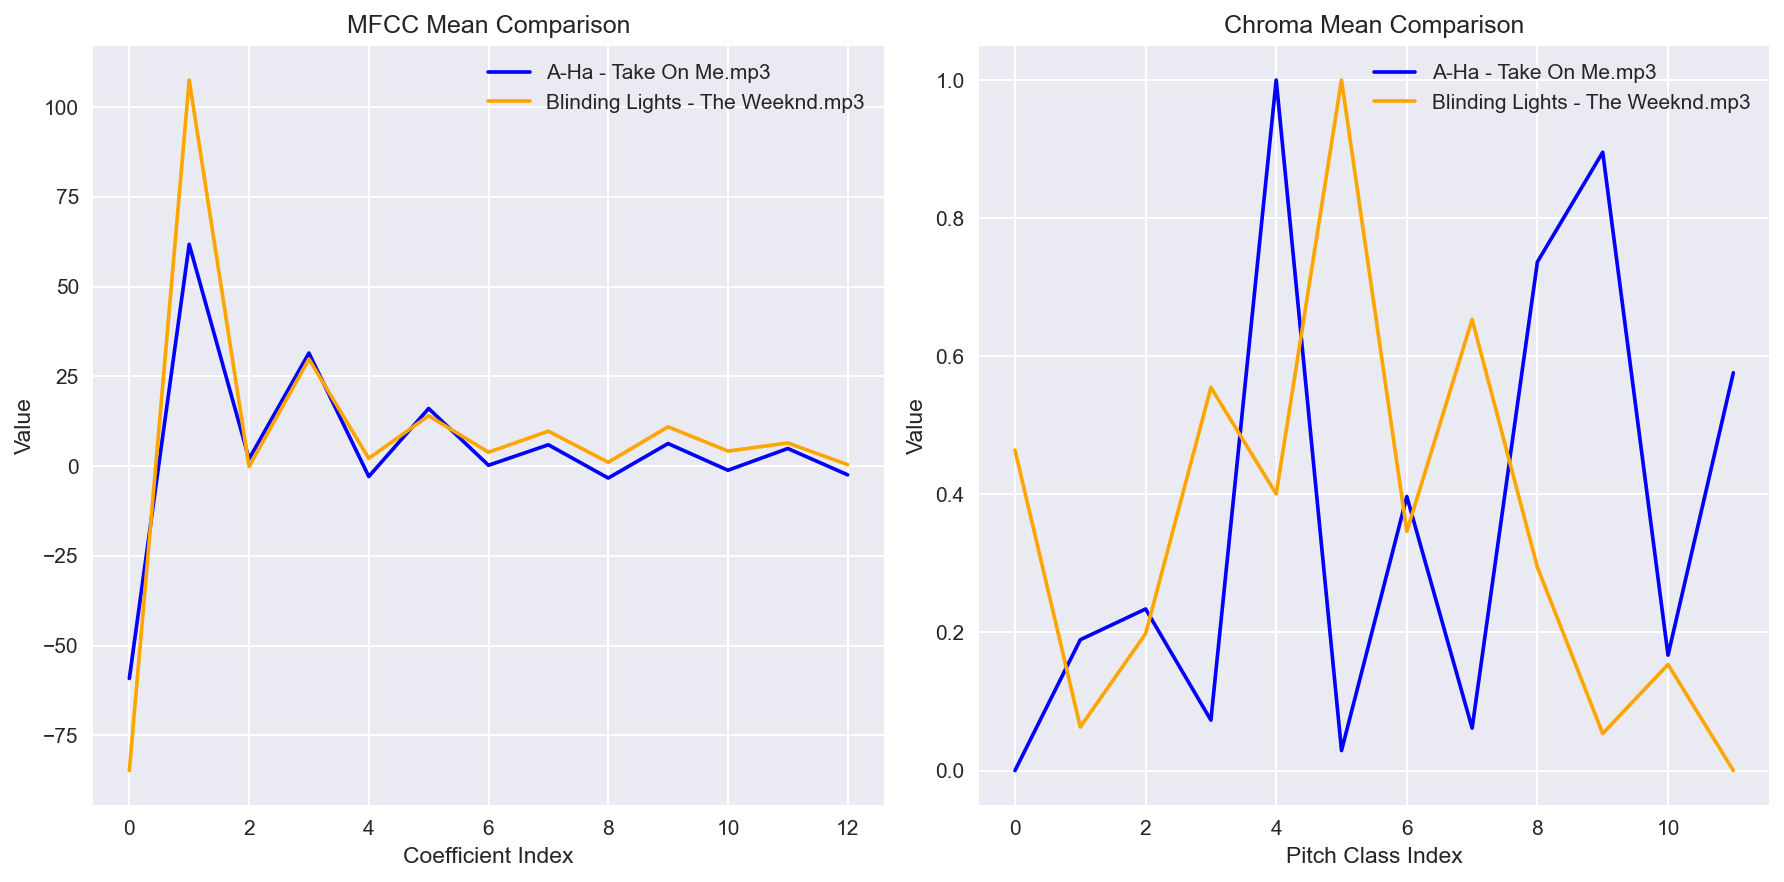 MFCC Mean Comparison
A-Ha - Take On Me.mp3
Blinding Lights - The Weeknd.mp3
Value
100
75
50
25
0
−25
−50
−75
0 2 4 6 8 10 12
Coefficient Index
Chroma Mean Comparison
A-Ha - Take On Me.mp3
Blinding Lights - The Weeknd.mp3
Value
1.0
0.8
0.6
0.4
0.2
0.0
0 2 4 6 8 10
Pitch Class Index